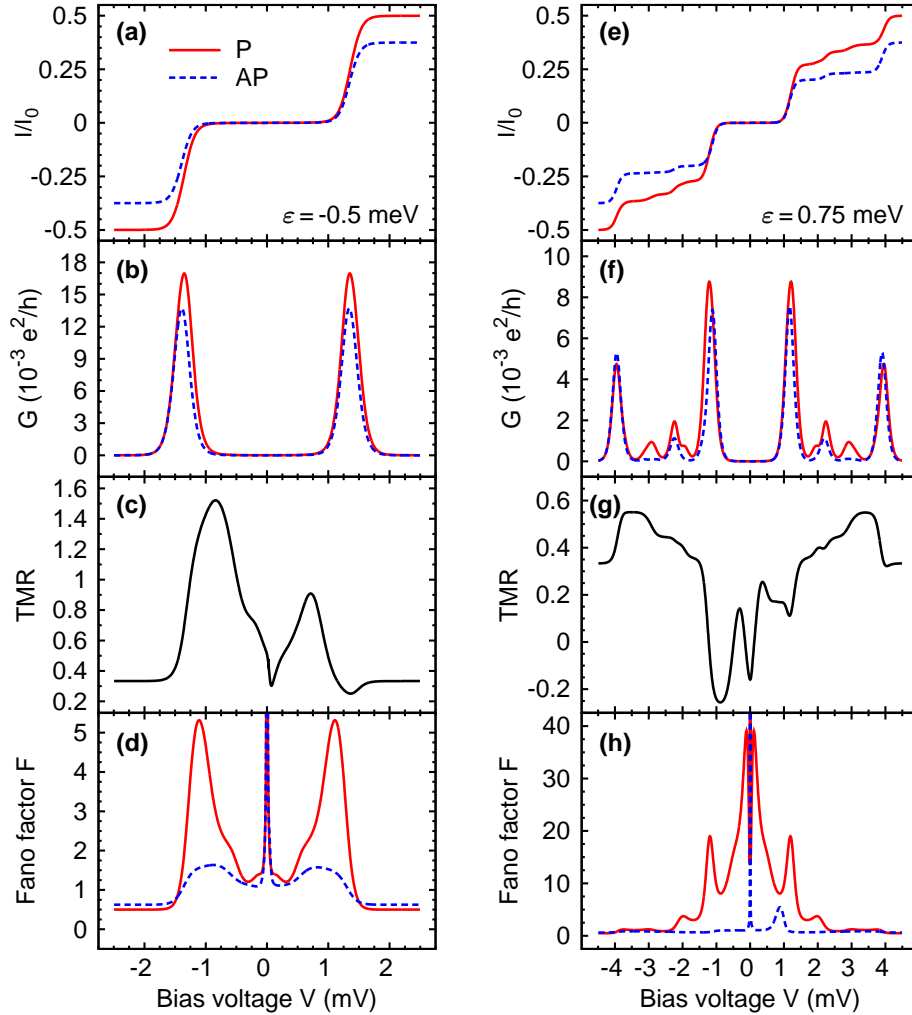 (a)
P
AP
I/I0
0.5
0.25
0
-0.25
-0.5
ε = -0.5 meV
(b)
G (10⁻³ e²/h)
18
15
12
9
6
3
0
(c)
TMR
1.6
1.4
1.2
1
0.8
0.6
0.4
0.2
(d)
Fano factor F
5
4
3
2
1
0
-2 -1 0 1 2
Bias voltage V (mV)
(e)
I/I0
0.5
0.25
0
-0.25
-0.5
ε = 0.75 meV
(f)
G (10⁻³ e²/h)
10
8
6
4
2
0
(g)
TMR
0.6
0.4
0.2
0
-0.2
(h)
Fano factor F
40
30
20
10
0
-4 -3 -2 -1 0 1 2 3 4
Bias voltage V (mV)